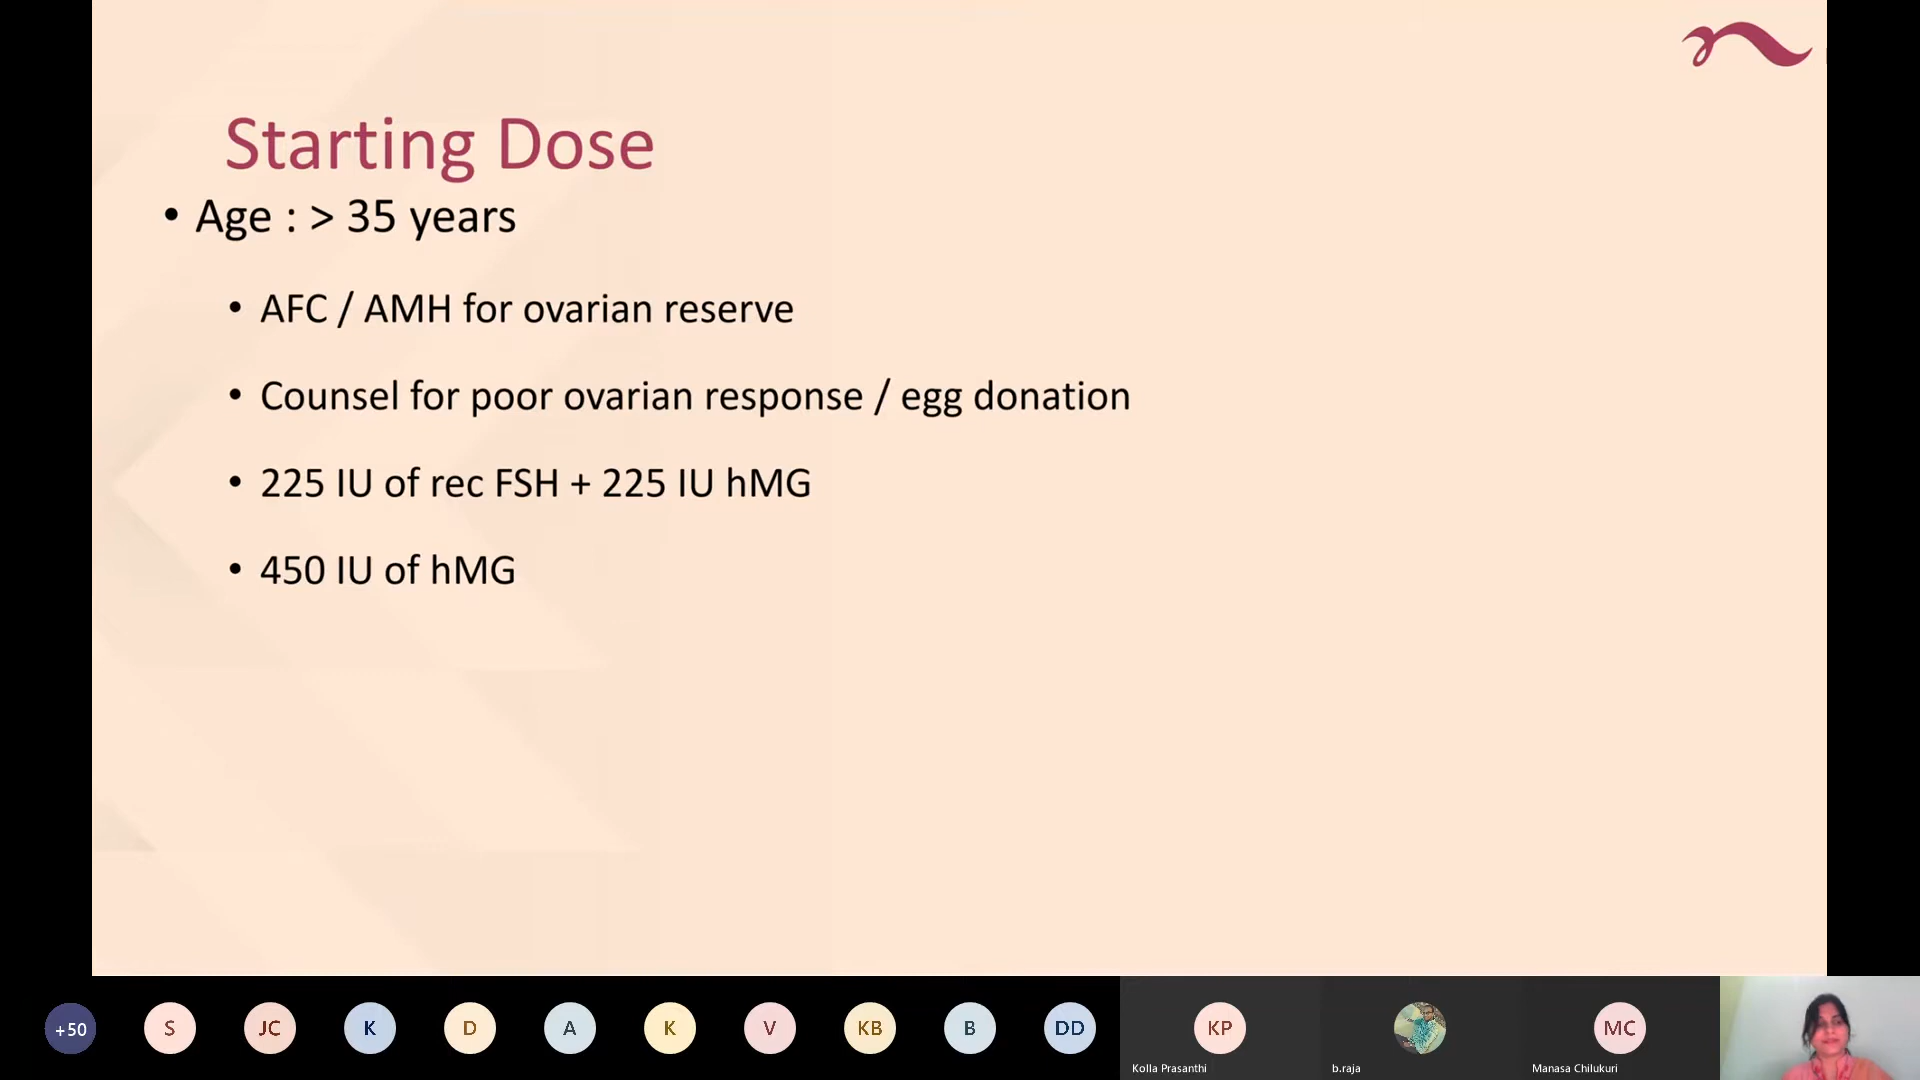 Starting Dose
• Age : > 35 years
• AFC / AMH for ovarian reserve
• Counsel for poor ovarian response / egg donation
• 225 IU of rec FSH + 225 IU hMG
• 450 IU of hMG
+50
S
JC
K
D
A
K
V
KB
B
DD
KP
MC
Kolla Prasanthi
b.raja
Manasa Chilukuri